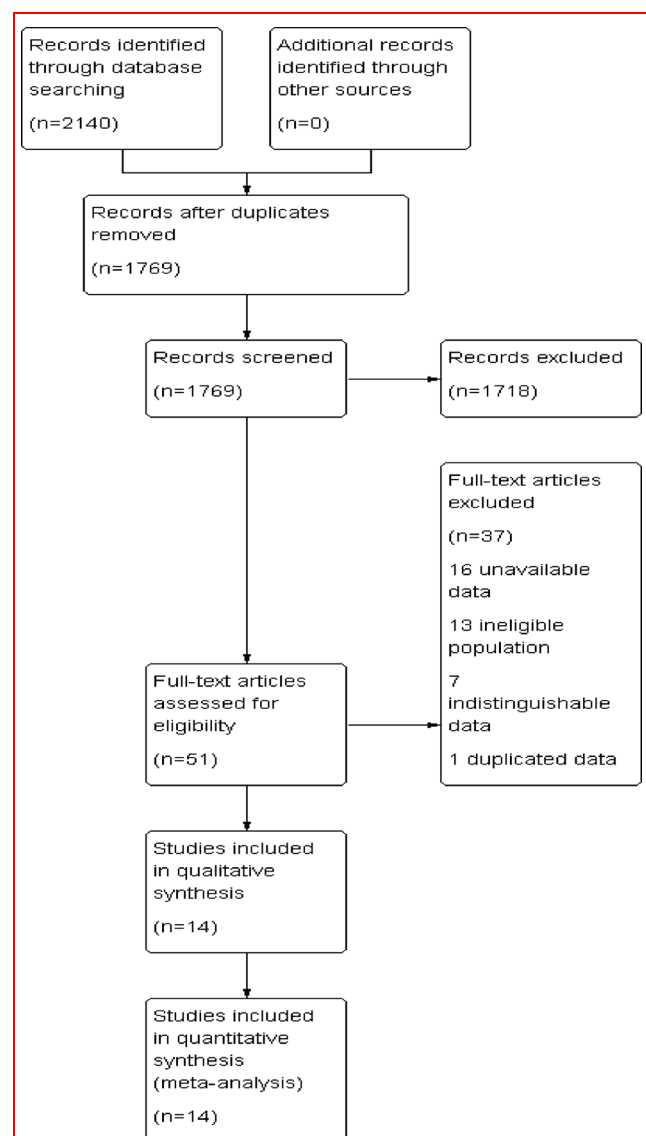 Records identified
through database
searching
(n=2140)
Additional records
identified through
other sources
(n=0)
Records after duplicates
removed
(n=1769)
Records screened
(n=1769)
Records excluded
(n=1718)
Full-text articles
excluded
(n=37)
16 unavailable
data
13 ineligible
population
7
indistinguishable
data
1 duplicated data
Full-text articles
assessed for
eligibility
(n=51)
Studies included
in qualitative
synthesis
(n=14)
Studies included
in quantitative
synthesis
(meta-analysis)
(n=14)